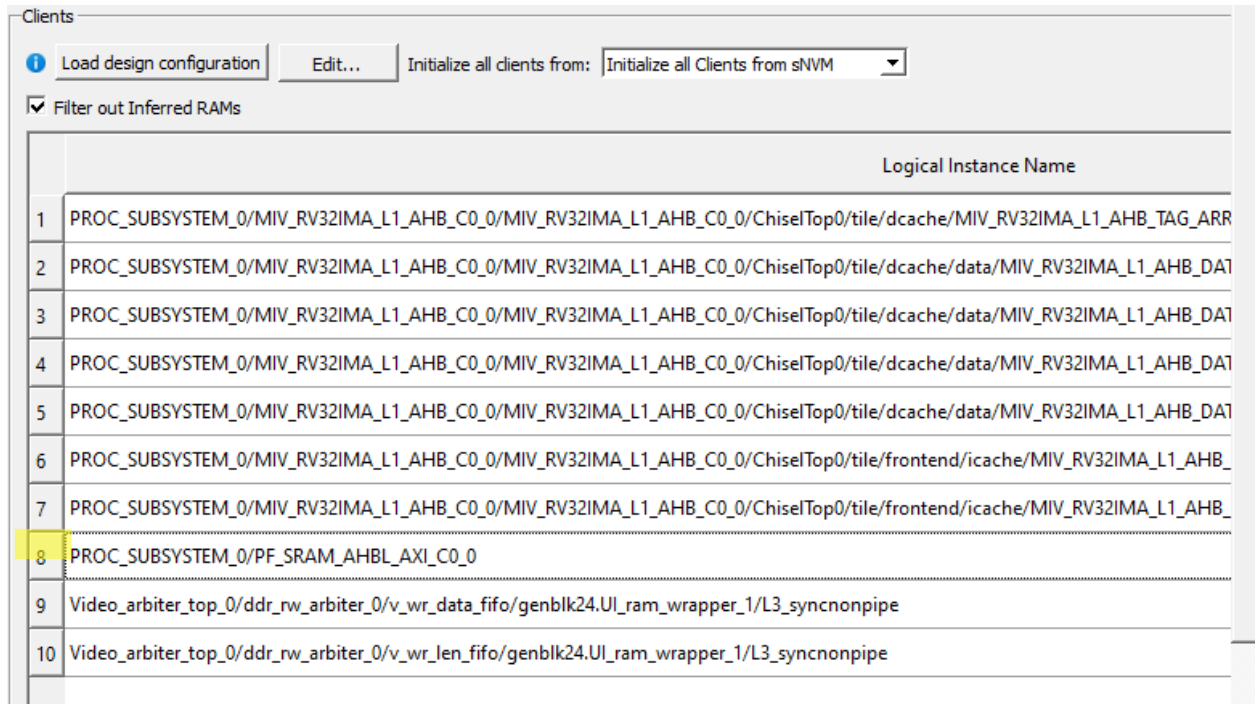 Clients
Load design configuration Edit... Initialize all clients from: Initialize all Clients from sNVM
Filter out Inferred RAMs
Logical Instance Name
1 PROC_SUBSYSTEM_0/MIV_RV32IMA_L1_AHB_C0_0/MIV_RV32IMA_L1_AHB_C0_0/ChiselTop0/tile/dcache/MIV_RV32IMA_L1_AHB_TAG_ARR
2 PROC_SUBSYSTEM_0/MIV_RV32IMA_L1_AHB_C0_0/MIV_RV32IMA_L1_AHB_C0_0/ChiselTop0/tile/dcache/data/MIV_RV32IMA_L1_AHB_DAT
3 PROC_SUBSYSTEM_0/MIV_RV32IMA_L1_AHB_C0_0/MIV_RV32IMA_L1_AHB_C0_0/ChiselTop0/tile/dcache/data/MIV_RV32IMA_L1_AHB_DAT
4 PROC_SUBSYSTEM_0/MIV_RV32IMA_L1_AHB_C0_0/MIV_RV32IMA_L1_AHB_C0_0/ChiselTop0/tile/dcache/data/MIV_RV32IMA_L1_AHB_DAT
5 PROC_SUBSYSTEM_0/MIV_RV32IMA_L1_AHB_C0_0/MIV_RV32IMA_L1_AHB_C0_0/ChiselTop0/tile/dcache/data/MIV_RV32IMA_L1_AHB_DAT
6 PROC_SUBSYSTEM_0/MIV_RV32IMA_L1_AHB_C0_0/MIV_RV32IMA_L1_AHB_C0_0/ChiselTop0/tile/frontend/icache/MIV_RV32IMA_L1_AHB_
7 PROC_SUBSYSTEM_0/MIV_RV32IMA_L1_AHB_C0_0/MIV_RV32IMA_L1_AHB_C0_0/ChiselTop0/tile/frontend/icache/MIV_RV32IMA_L1_AHB_
8 PROC_SUBSYSTEM_0/PF_SRAM_AHBL_AXI_C0_0
9 Video_arbiter_top_0/ddr_rw_arbiter_0/v_wr_data_fifo/genblk24.UI_ram_wrapper_1/L3_syncnonpipe
10 Video_arbiter_top_0/ddr_rw_arbiter_0/v_wr_len_fifo/genblk24.UI_ram_wrapper_1/L3_syncnonpipe